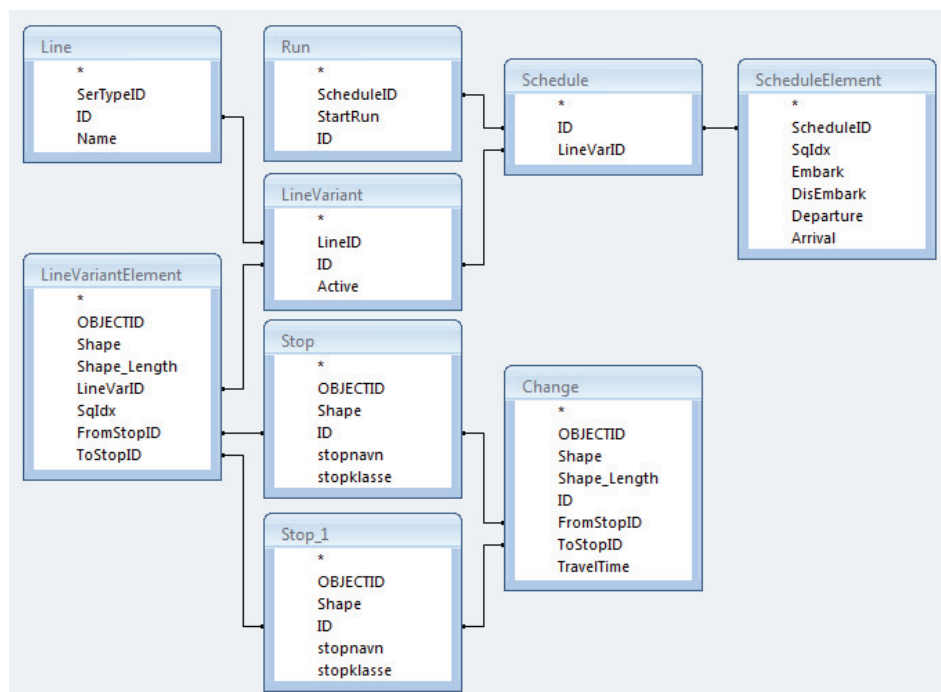 Line
*
SerTypeID
ID
Name
Run
*
ScheduleID
StartRun
ID
Schedule
*
ID
LineVarID
ScheduleElement
*
ScheduleID
SqIdx
Embark
DisEmbark
Departure
Arrival
LineVariant
*
LineID
ID
Active
LineVariantElement
*
OBJECTID
Shape
Shape_Length
LineVarID
SqIdx
FromStopID
ToStopID
Stop
*
OBJECTID
Shape
ID
stopnavn
stopklasse
Change
*
OBJECTID
Shape
Shape_Length
ID
FromStopID
ToStopID
TravelTime
Stop_1
*
OBJECTID
Shape
ID
stopnavn
stopklasse